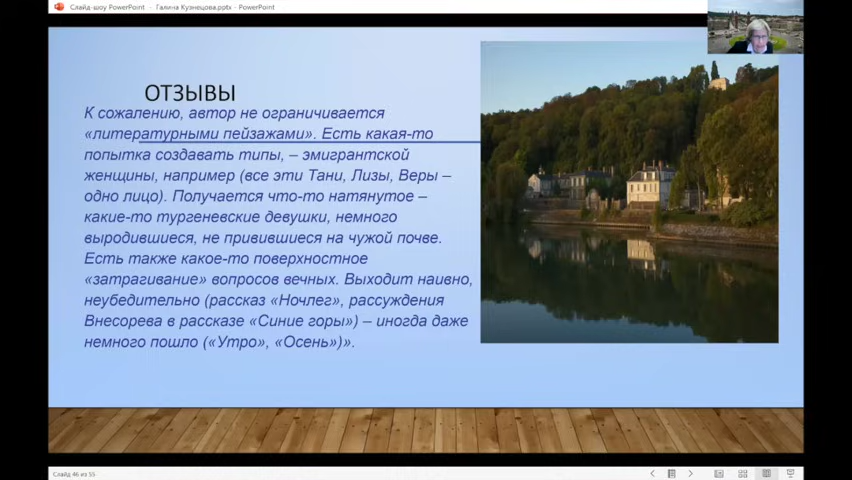 Слайд-шоу PowerPoint - Галина Кузнецова.pptx - PowerPoint
ОТЗЫВЫ
К сожалению, автор не ограничивается
«литературными пейзажами». Есть какая-то
попытка создавать типы, – эмигрантской
женщины, например (все эти Тани, Лизы, Веры –
одно лицо). Получается что-то натянутое –
какие-то тургеневские девушки, немного
выродившиеся, не привившиеся на чужой почве.
Есть также какое-то поверхностное
«затрагивание» вопросов вечных. Выходит наивно,
неубедительно (рассказ «Ночлег», рассуждения
Внесорева в рассказе «Синие горы») – иногда даже
немного пошло («Утро», «Осень»)».
Слайд 46 из 55